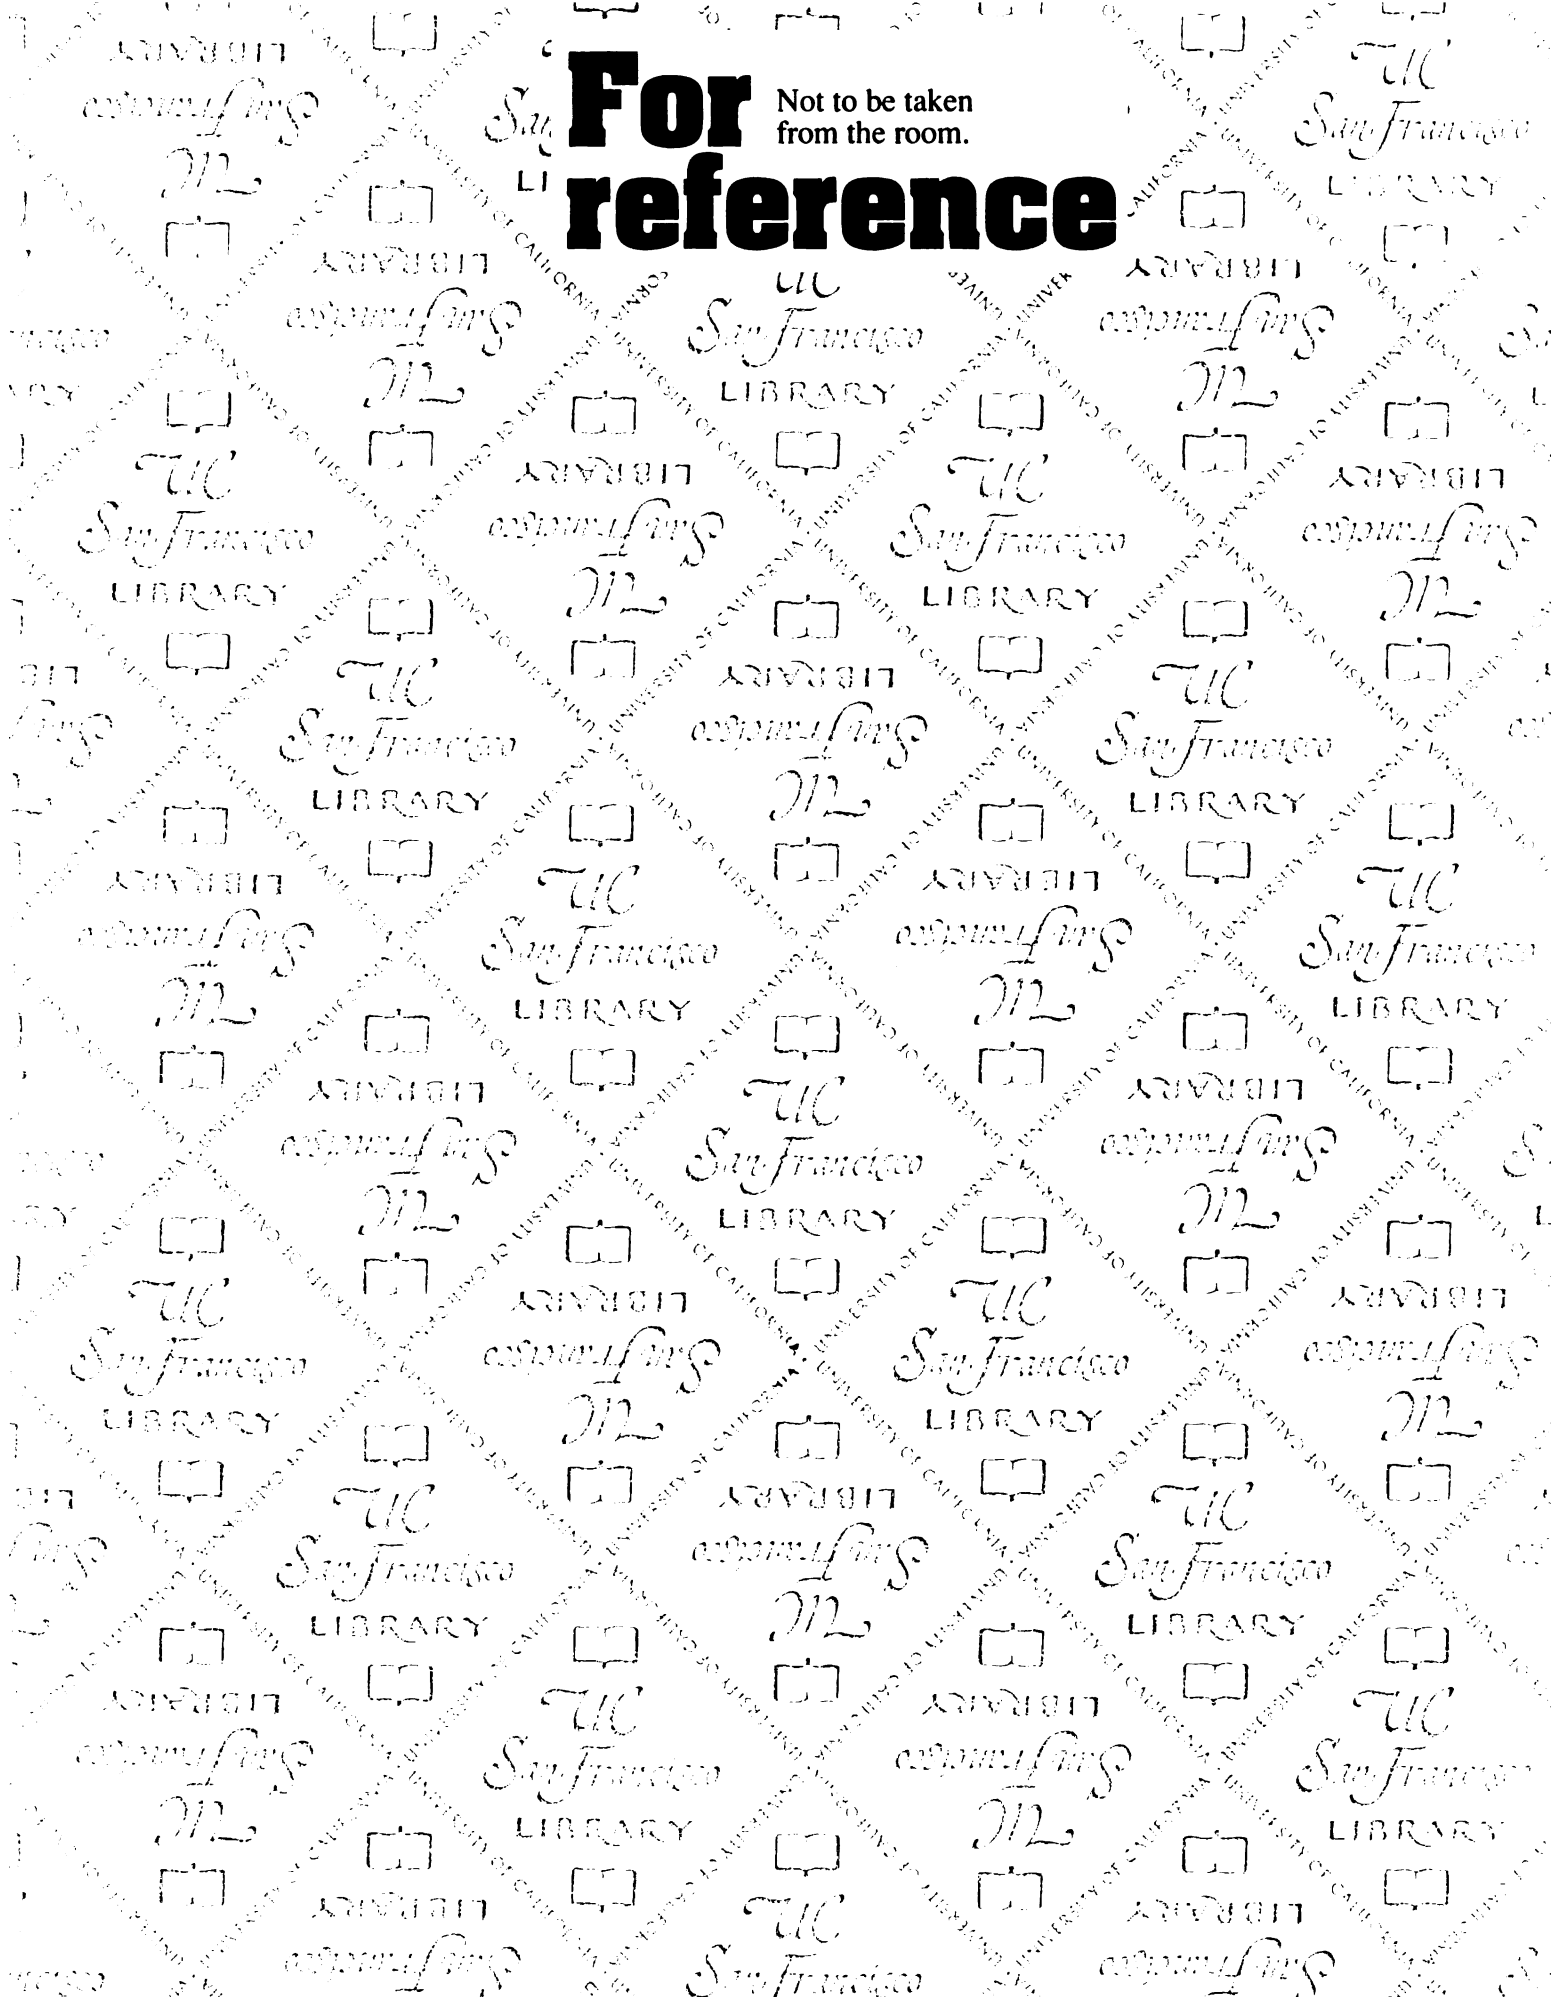 For
Not to be taken
from the room.
reference
UC
San Francisco
LIBRARY
UNIVERSITY OF CALIFORNIA